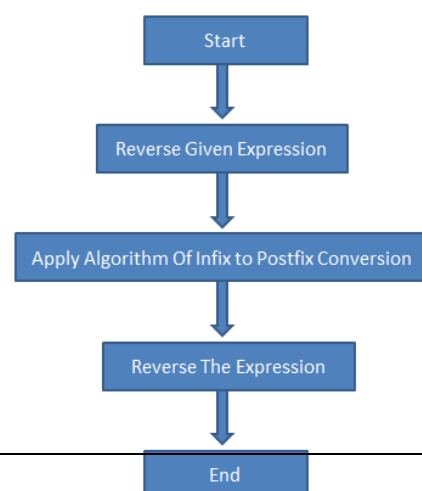 Start
Reverse Given Expression
Apply Algorithm Of Infix to Postfix Conversion
Reverse The Expression
End